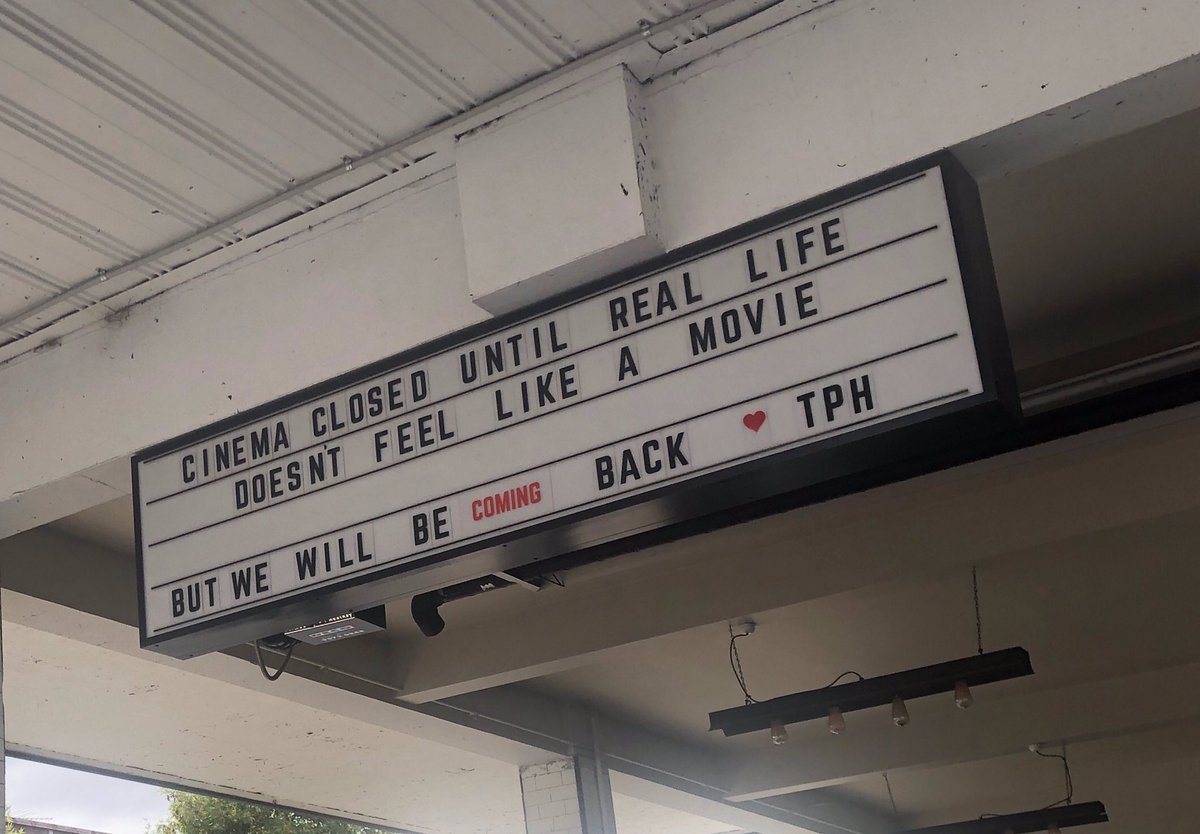 CINEMA CLOSED UNTIL REAL LIFE
DOESN'T FEEL LIKE A MOVIE
BUT WE WILL BE COMING BACK ♥ TPH